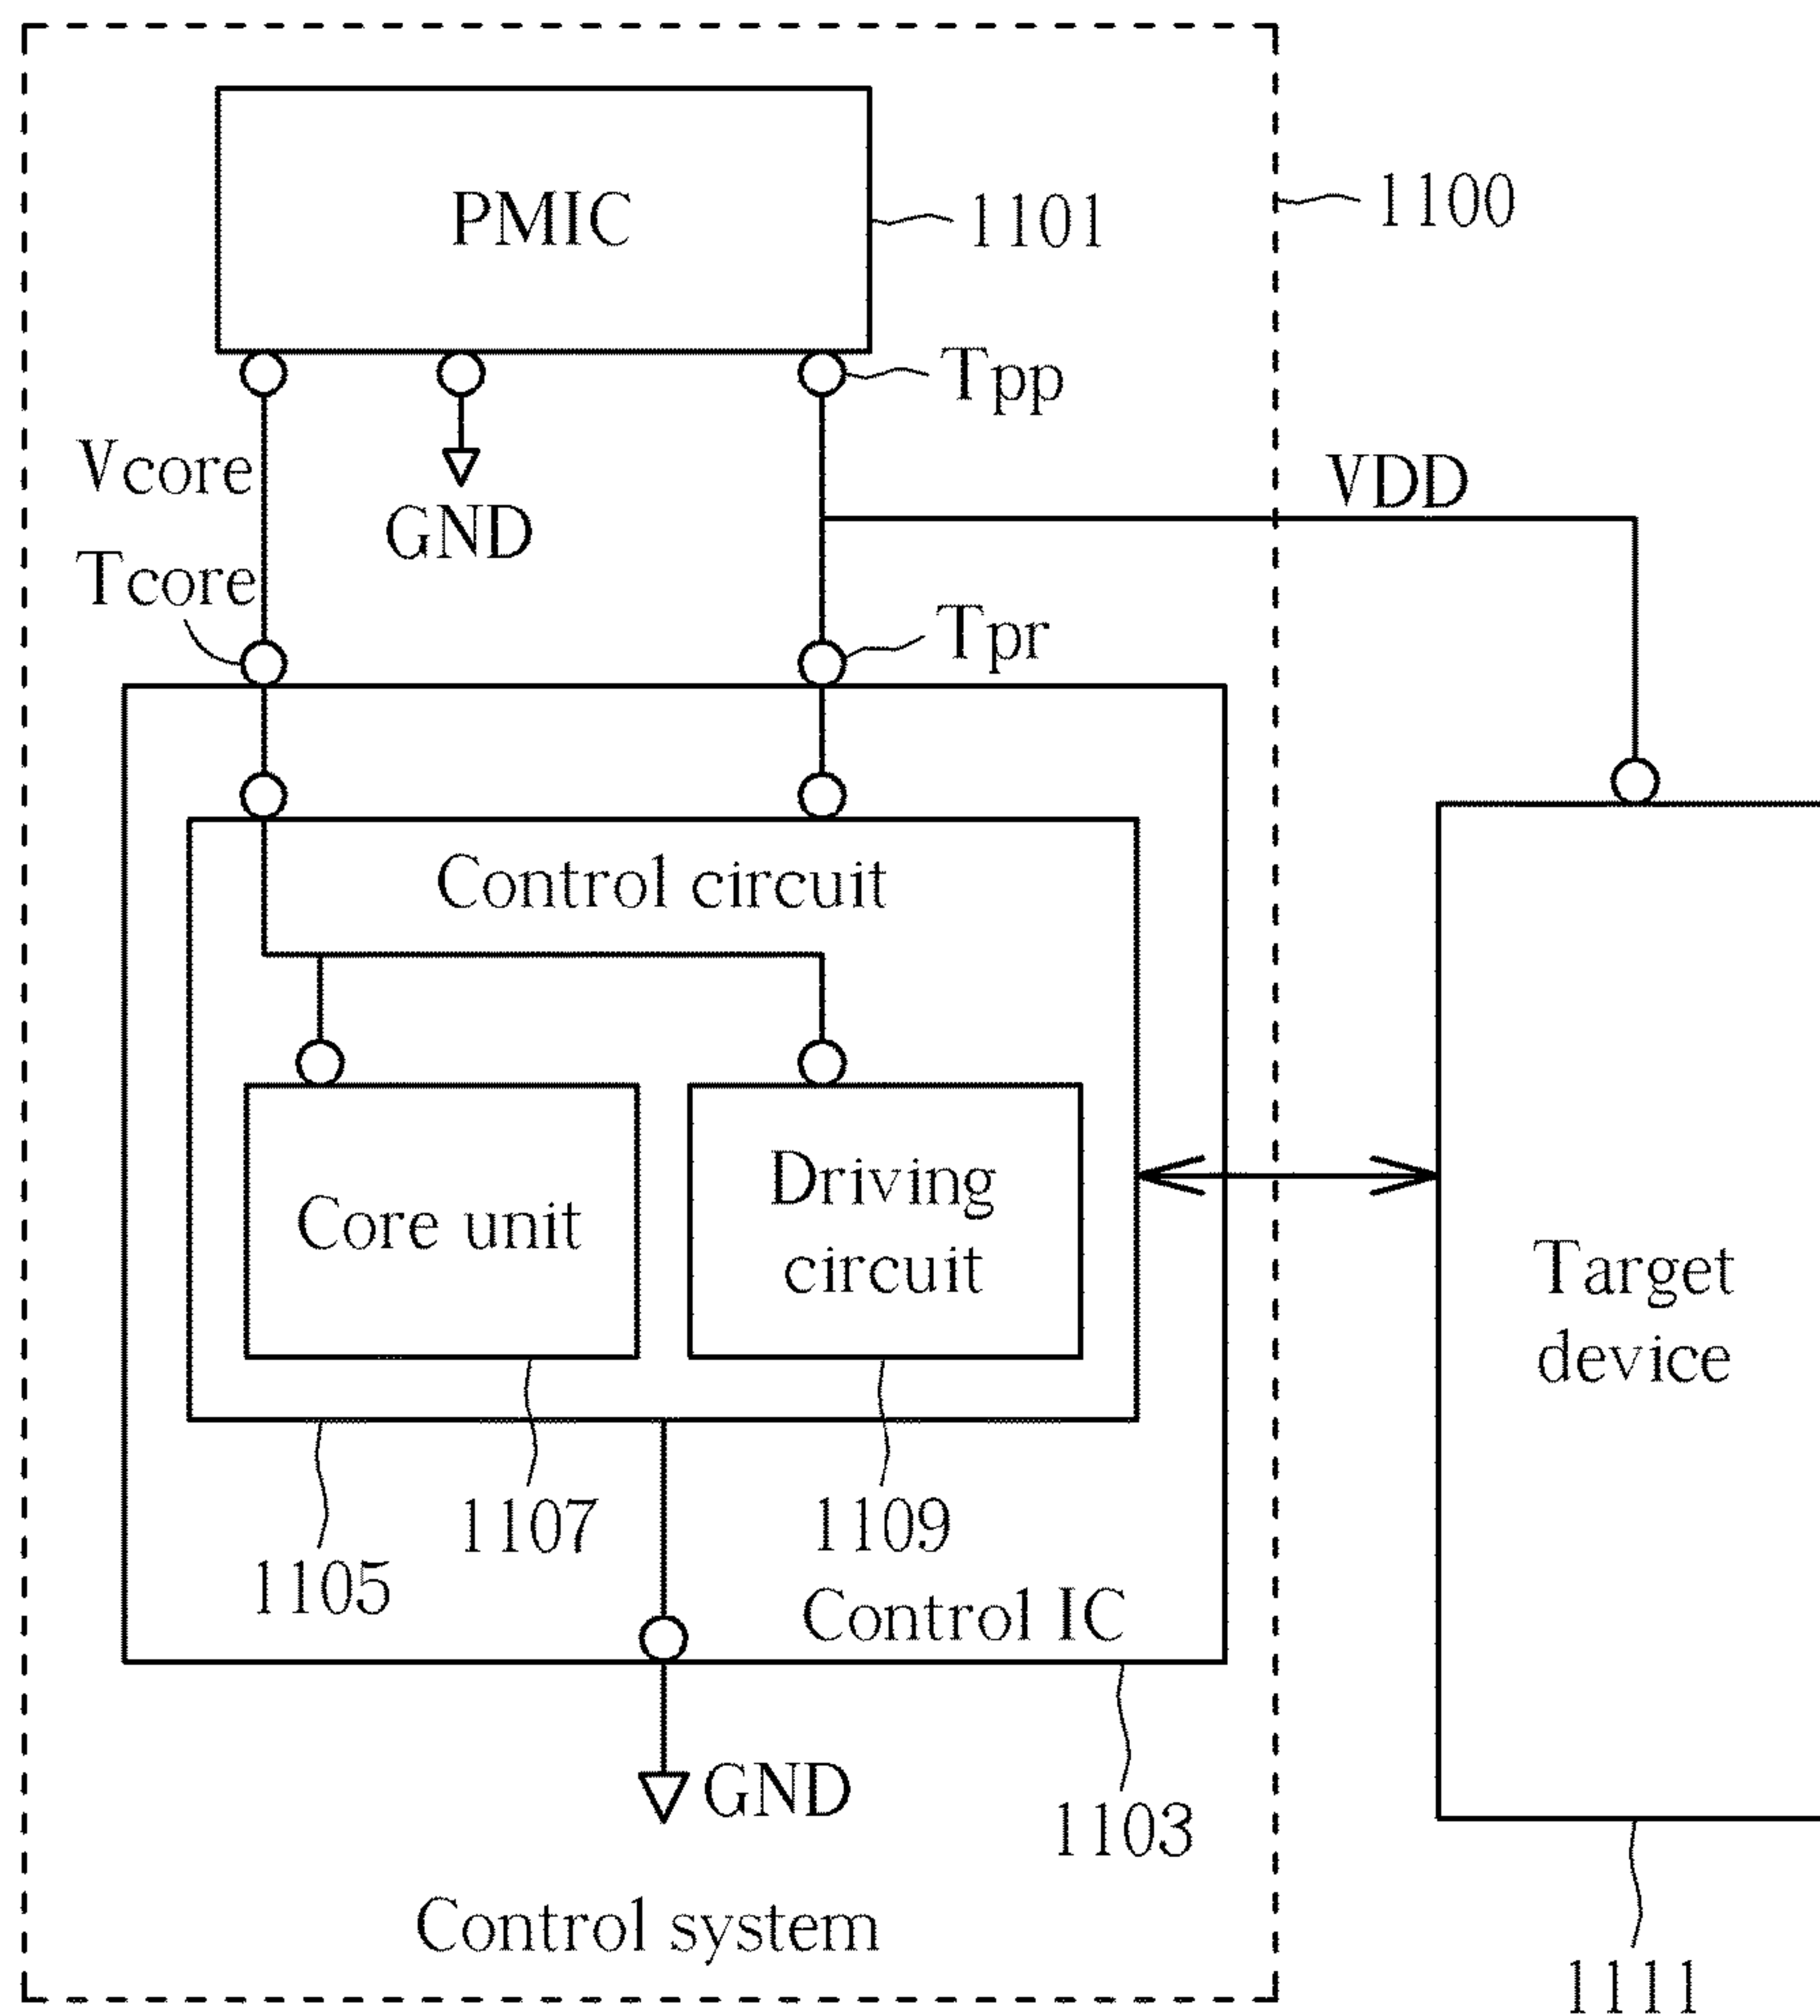 PMIC
1101
1100
Tpp
Vcore
GND
VDD
Tcore
Tpr
Control circuit
Core unit
Driving
circuit
Target
device
1107
1109
1105
Control IC
GND
1103
Control system
1111